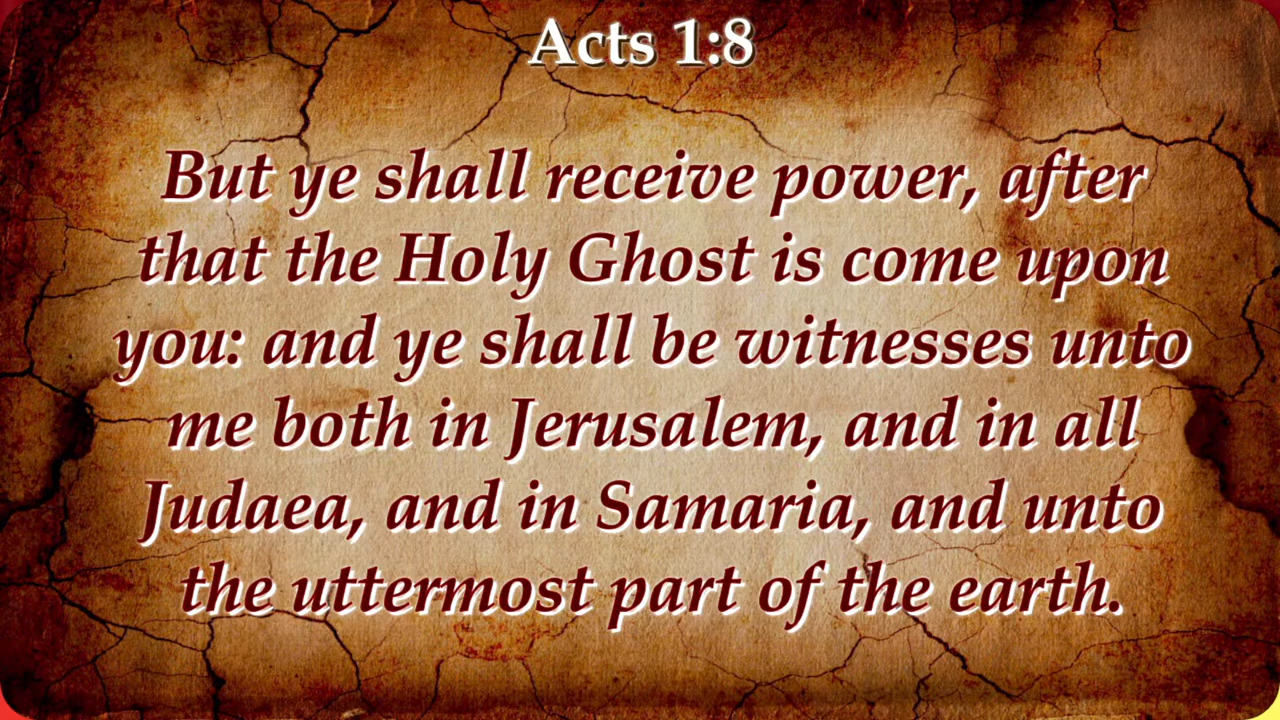 Acts 1:8
But ye shall receive power, after
that the Holy Ghost is come upon
you: and ye shall be witnesses unto
me both in Jerusalem, and in all
Judaea, and in Samaria, and unto
the uttermost part of the earth.